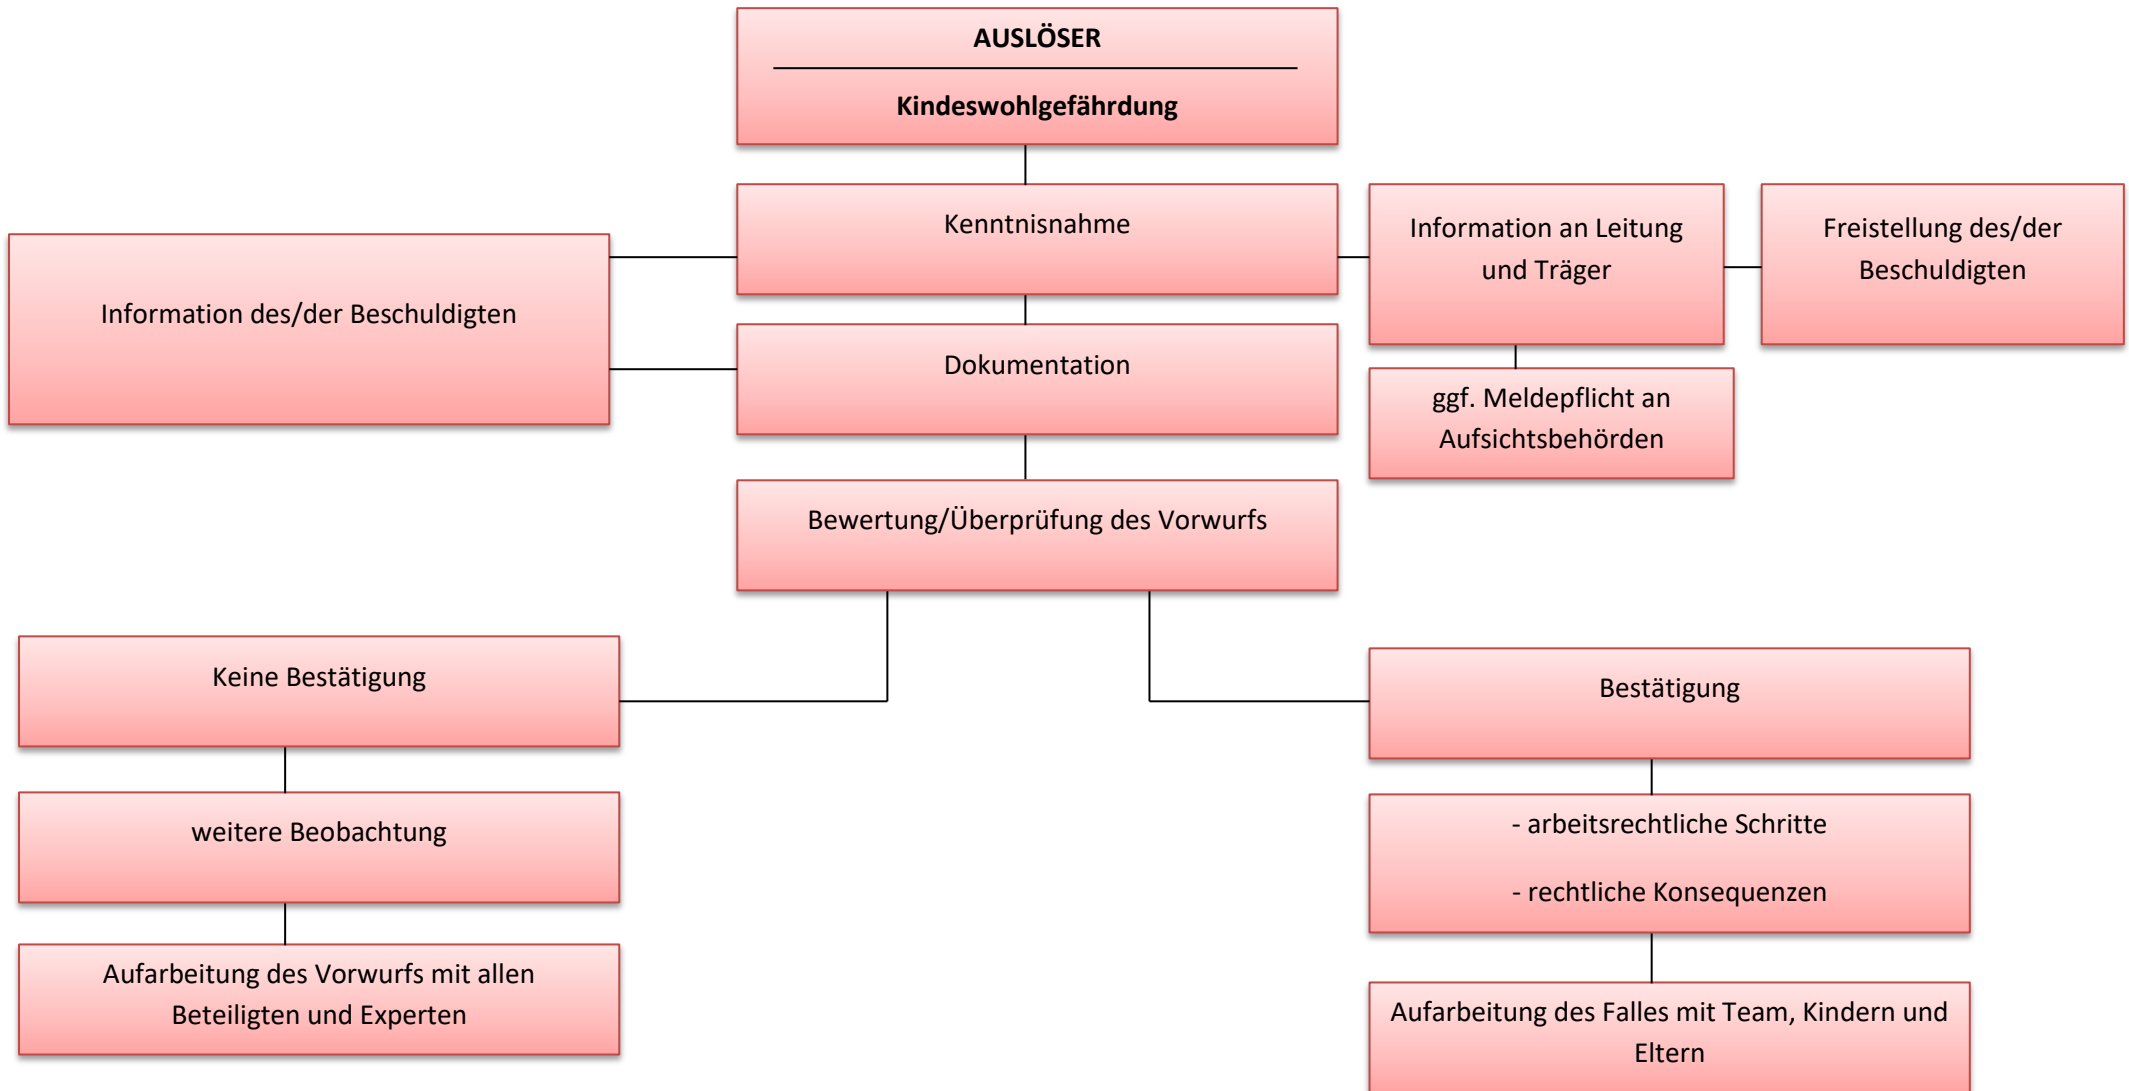 AUSLÖSER
Kindeswohlgefährdung
Kenntnisnahme
Information an Leitung
und Träger
Freistellung des/der
Beschuldigten
Information des/der Beschuldigten
Dokumentation
ggf. Meldepflicht an
Aufsichtsbehörden
Bewertung/Überprüfung des Vorwurfs
Keine Bestätigung
weitere Beobachtung
Aufarbeitung des Vorwurfs mit allen
Beteiligten und Experten
Bestätigung
- arbeitsrechtliche Schritte
- rechtliche Konsequenzen
Aufarbeitung des Falles mit Team, Kindern und
Eltern